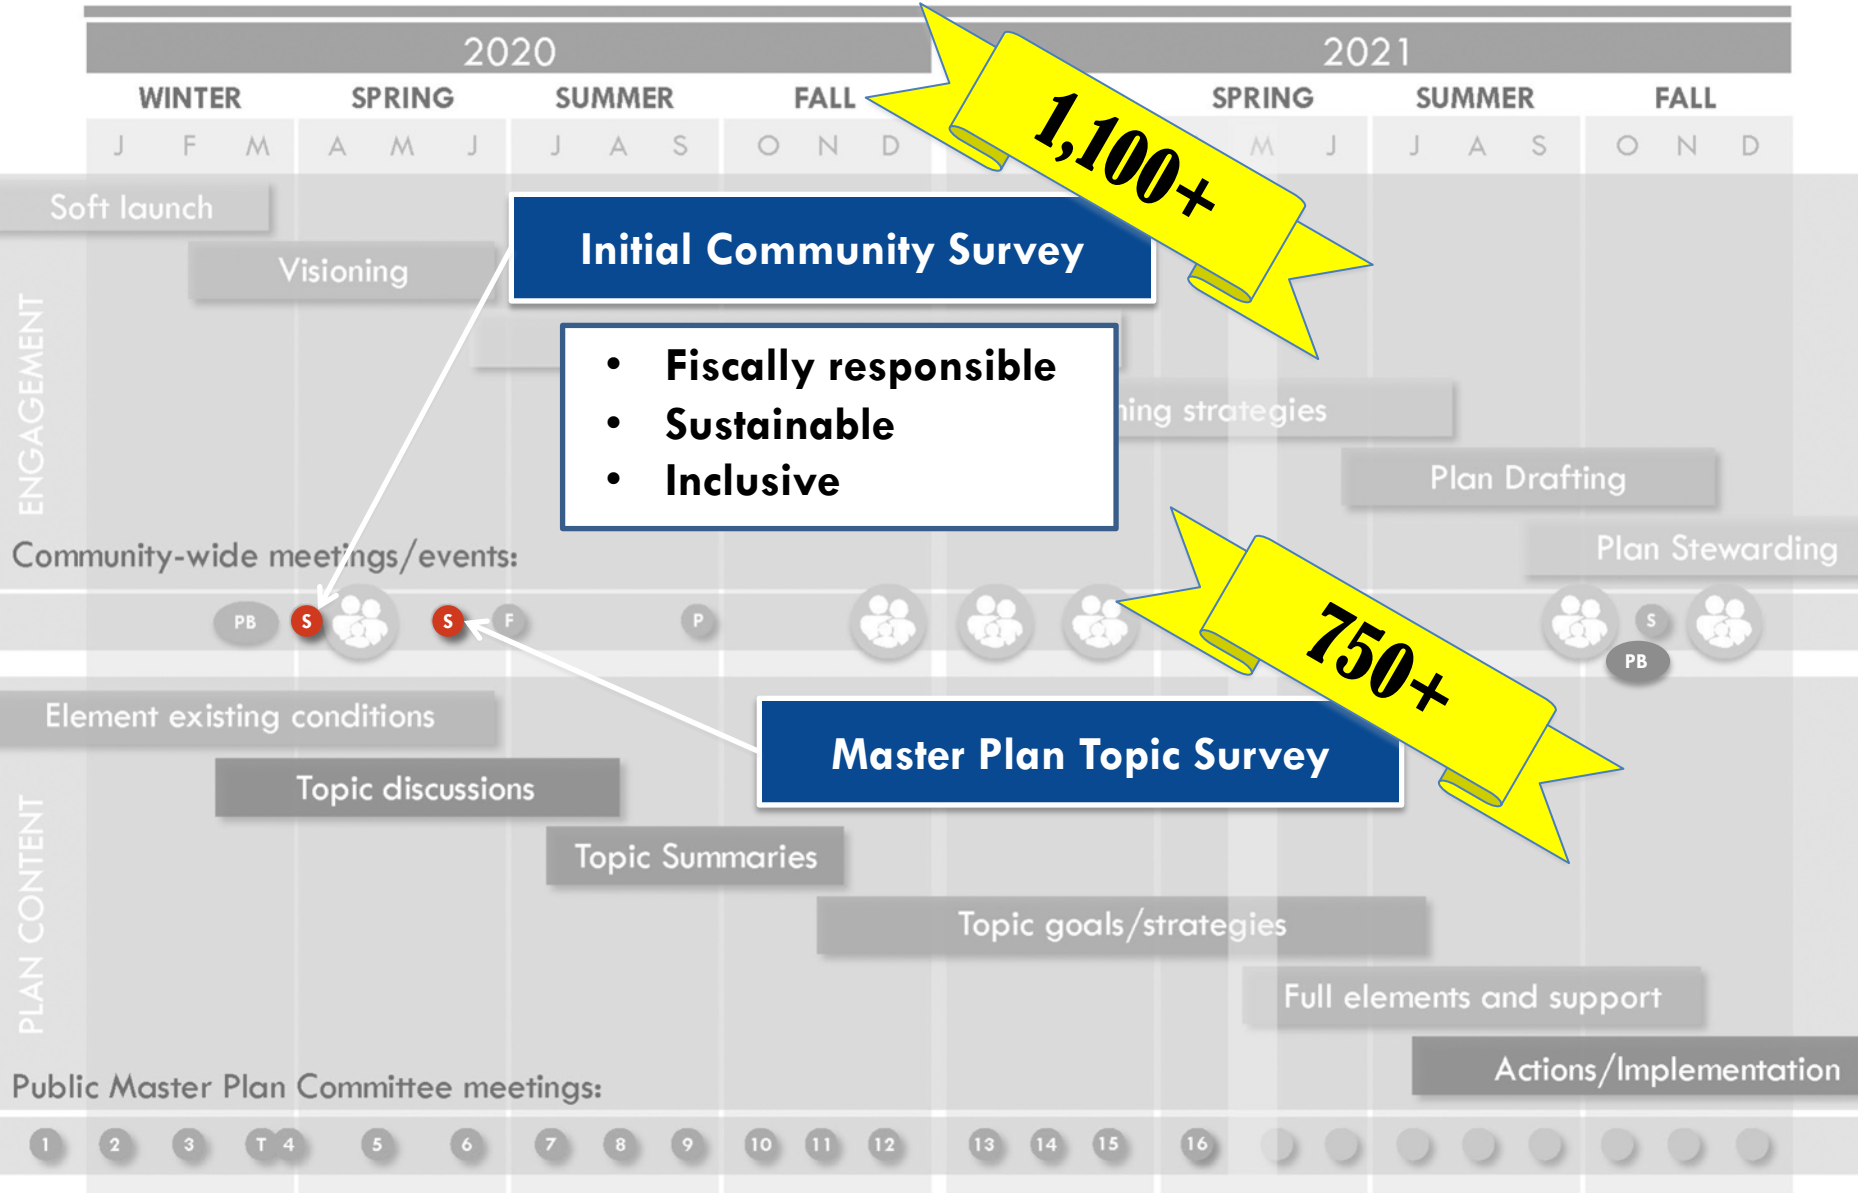 2020
2021
WINTER SPRING SUMMER FALL SPRING SUMMER FALL
J F M A M J J A S O N D M J J A S O N D
1,100+
Soft launch
Initial Community Survey
Visioning
ENGAGEMENT
• Fiscally responsible
• Sustainable
• Inclusive
ning strategies
Plan Drafting
Plan Stewarding
Community-wide meetings/events:
PB S S F P S
PB
750+
Element existing conditions
Master Plan Topic Survey
Topic discussions
PLAN CONTENT
Topic Summaries
Topic goals/strategies
Full elements and support
Actions/Implementation
Public Master Plan Committee meetings:
1 2 3 T 4 5 6 7 8 9 10 11 12 13 14 15 16